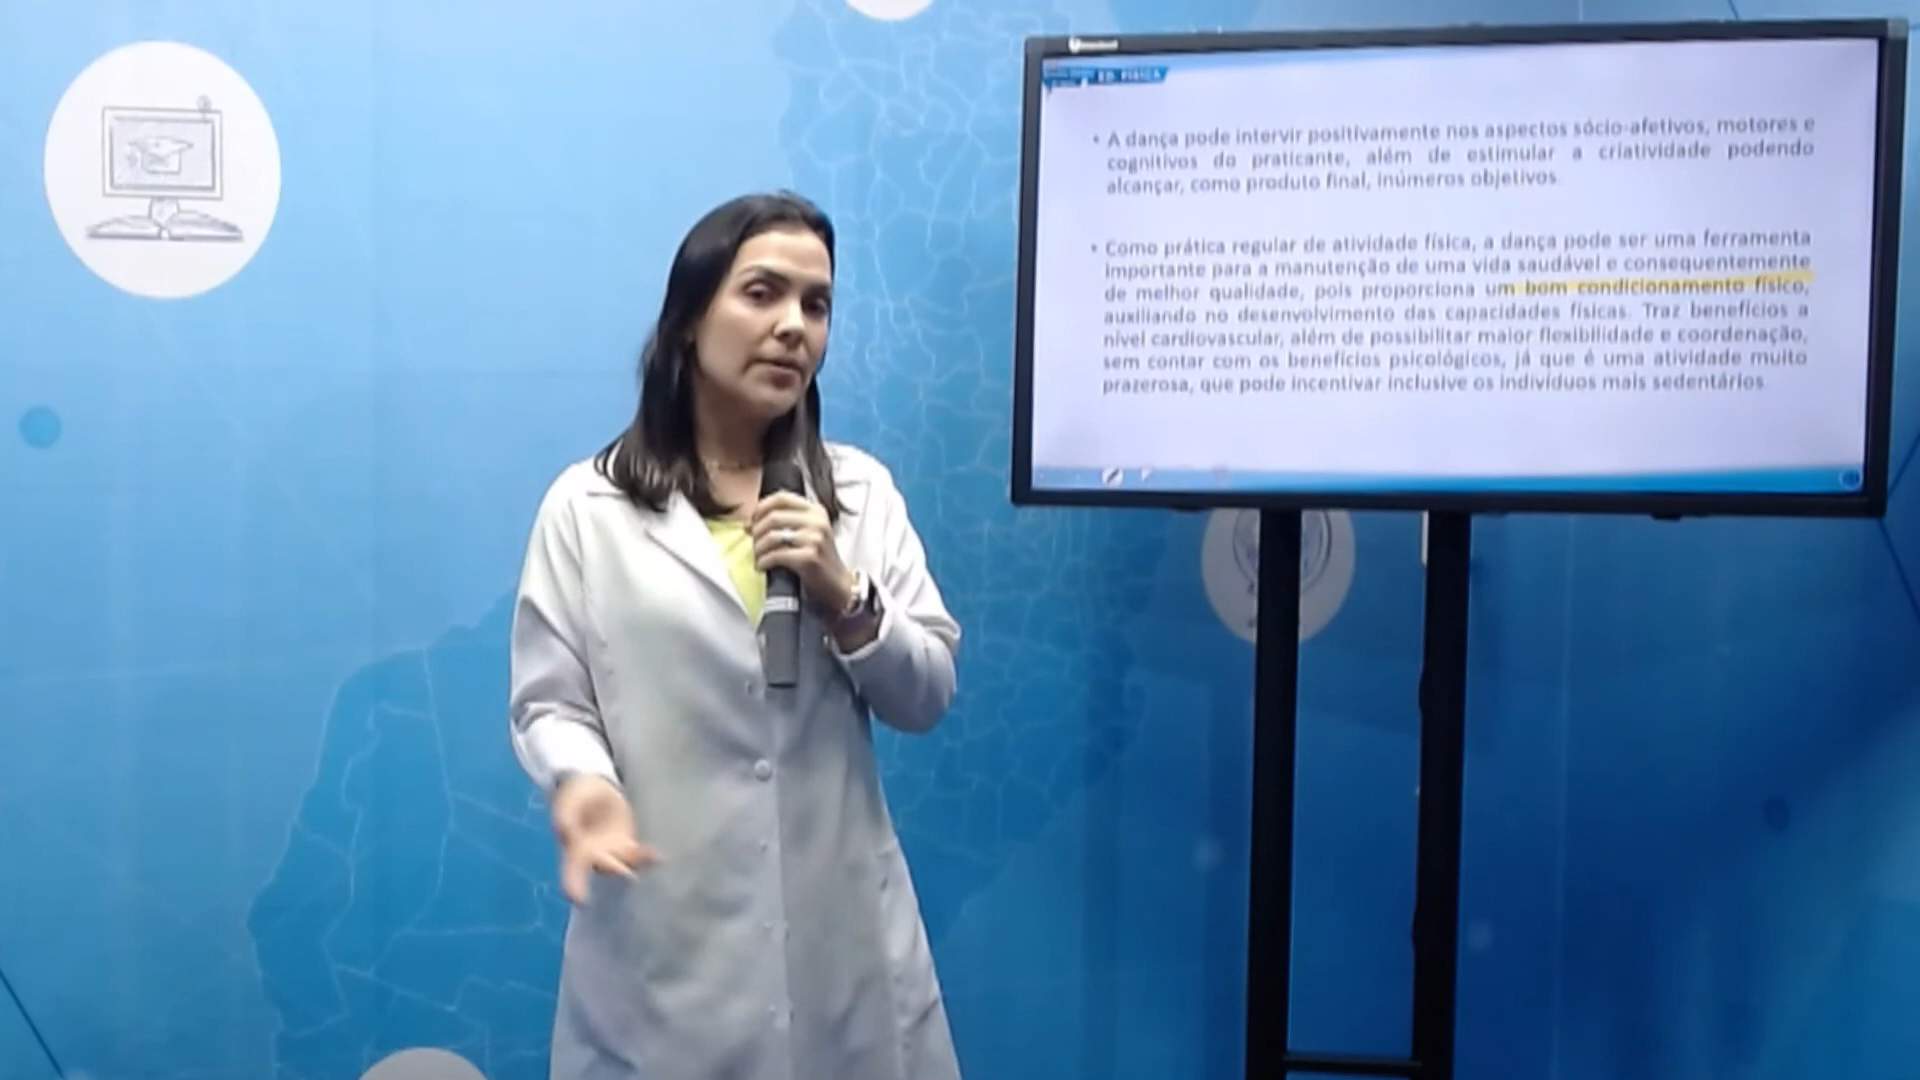 ED. FÍSICA
• A dança pode intervir positivamente nos aspectos sócio-afetivos, motores e
cognitivos do praticante, além de estimular a criatividade podendo
alcançar, como produto final, inúmeros objetivos.
• Como prática regular de atividade física, a dança pode ser uma ferramenta
importante para a manutenção de uma vida saudável e consequentemente
de melhor qualidade, pois proporciona um bom condicionamento físico,
auxiliando no desenvolvimento das capacidades físicas. Traz benefícios a
nível cardiovascular, além de possibilitar maior flexibilidade e coordenação,
sem contar com os benefícios psicológicos, já que é uma atividade muito
prazerosa, que pode incentivar inclusive os indivíduos mais sedentários.